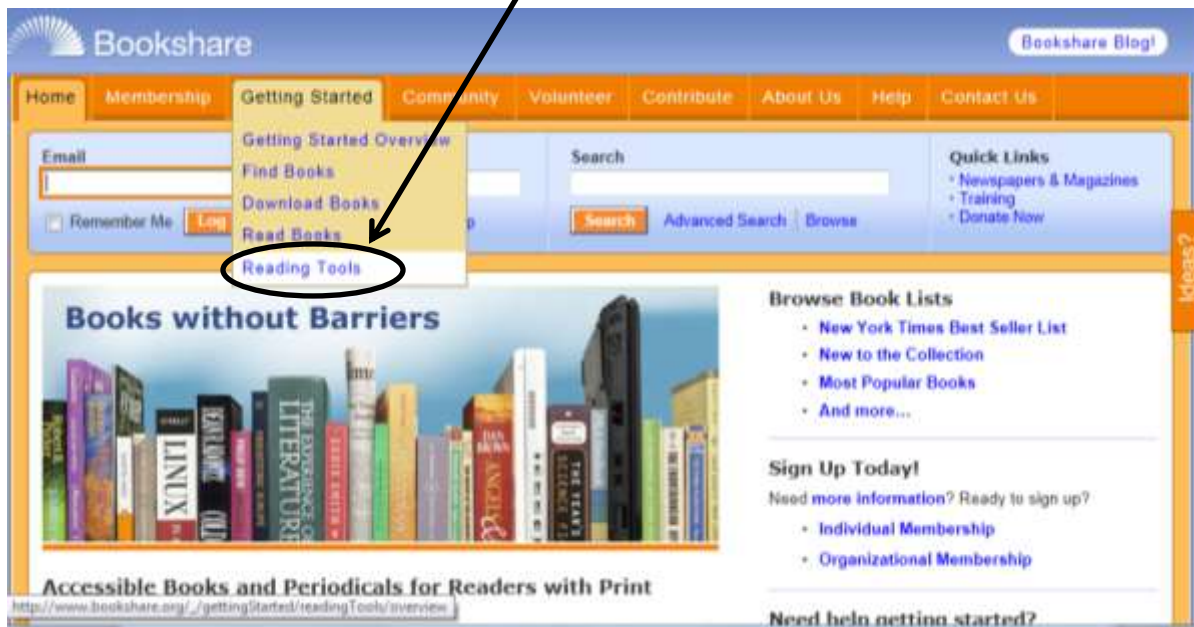 Bookshare
Bookshare Blog!
Home Membership Getting Started Community Volunteer Contribute About Us Help Contact Us
Getting Started Overview
Find Books
Download Books
Read Books
Reading Tools
Email
Remember Me Log
Search
Search Advanced Search Browse
Quick Links
Newspapers & Magazines
Training
Donate Now
Ideas?
Books without Barriers
LINUX
THE EXPERIENCE OF
LITERATURE
DAN
BROWN
ANGELS &
Browse Book Lists
New York Times Best Seller List
New to the Collection
Most Popular Books
And more...
Sign Up Today!
Need more information? Ready to sign up?
Individual Membership
Organizational Membership
Accessible Books and Periodicals for Readers with Print
http://www.bookshare.org/_/gettingStarted/readingTools/overview
Need help getting started?